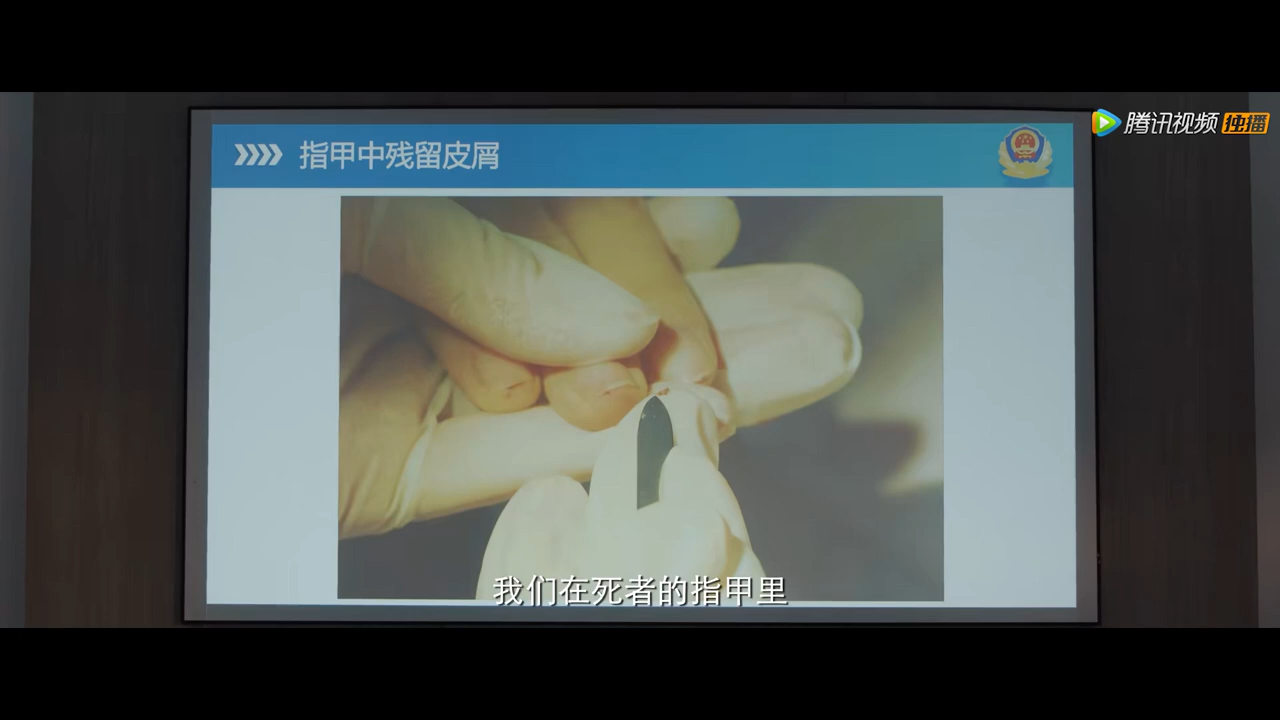 腾讯视频 独播
指甲中残留皮屑
我们在死者的指甲里